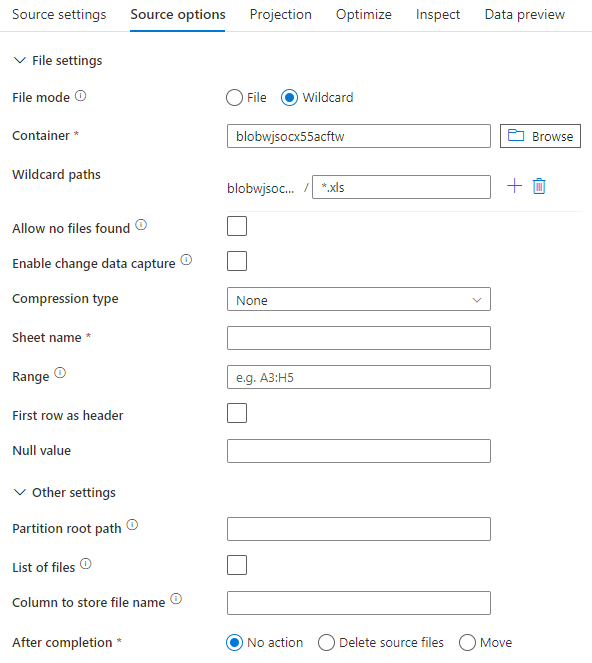 Source settings Source options Projection Optimize Inspect Data preview
File settings
File mode File Wildcard
Container * blobwjsocx55acftw Browse
Wildcard paths blobwjsoc... / *.xls
Allow no files found
Enable change data capture
Compression type None
Sheet name *
Range e.g. A3:H5
First row as header
Null value
Other settings
Partition root path
List of files
Column to store file name
After completion * No action Delete source files Move